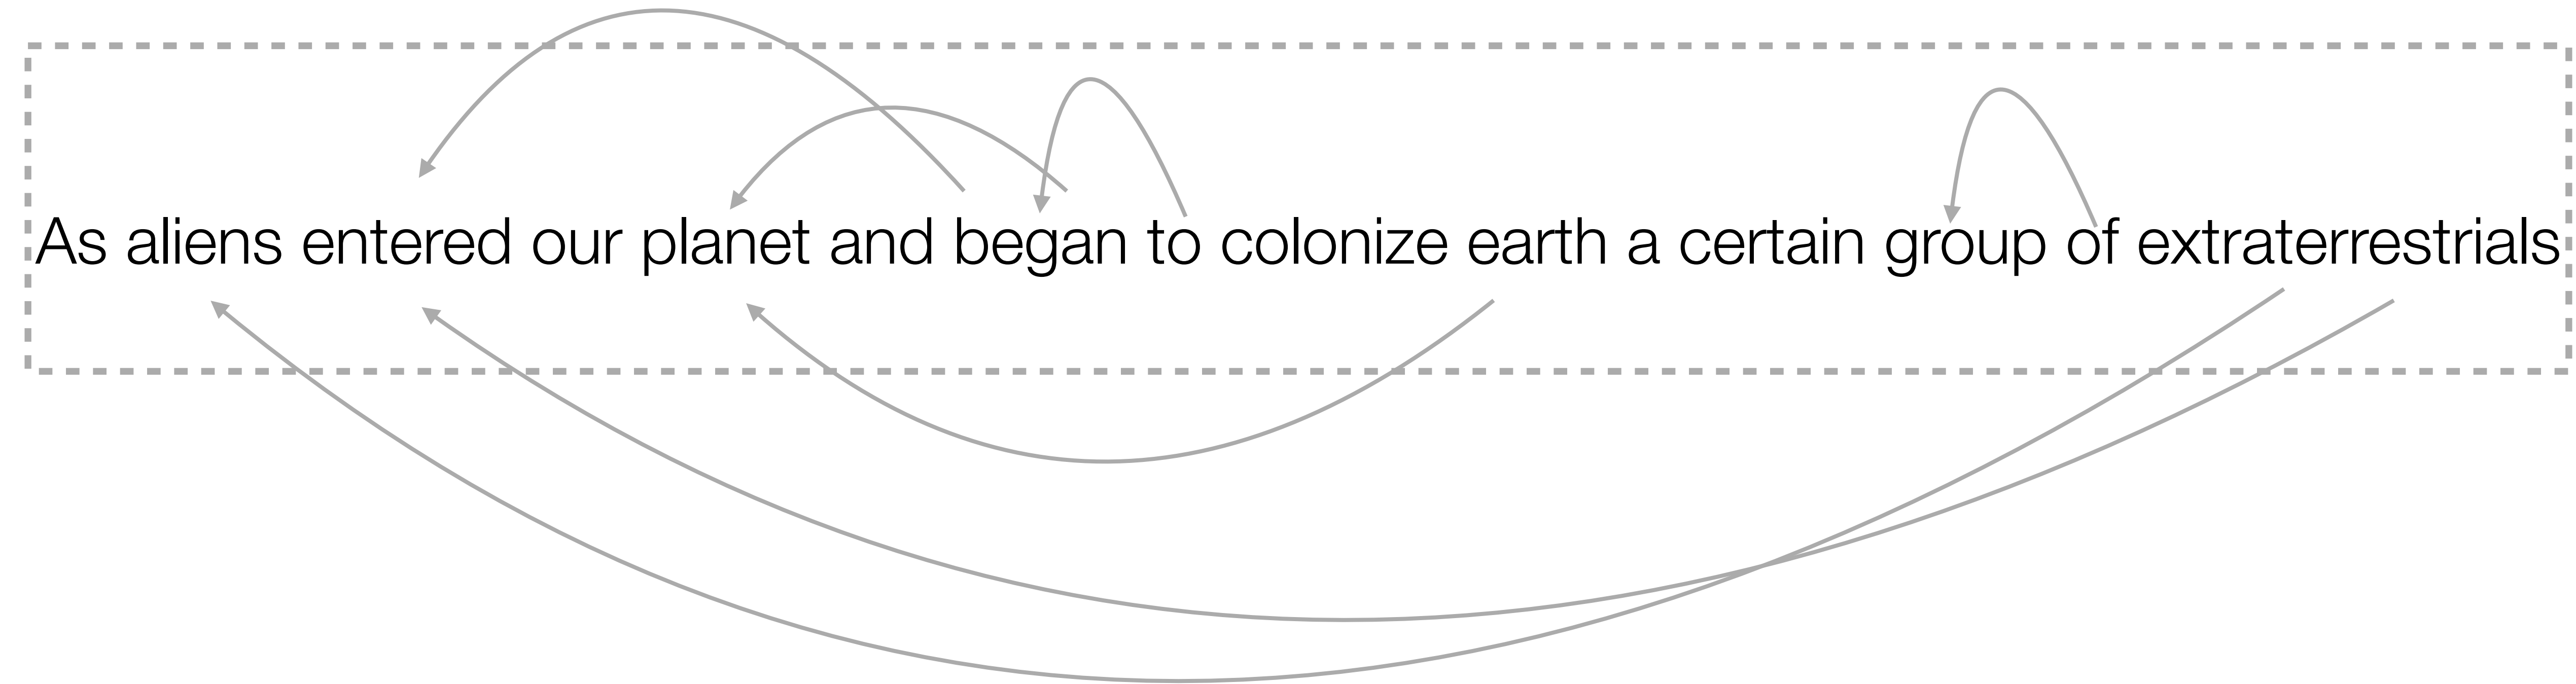 As aliens entered our planet and began to colonize earth a certain group of extraterrestrials